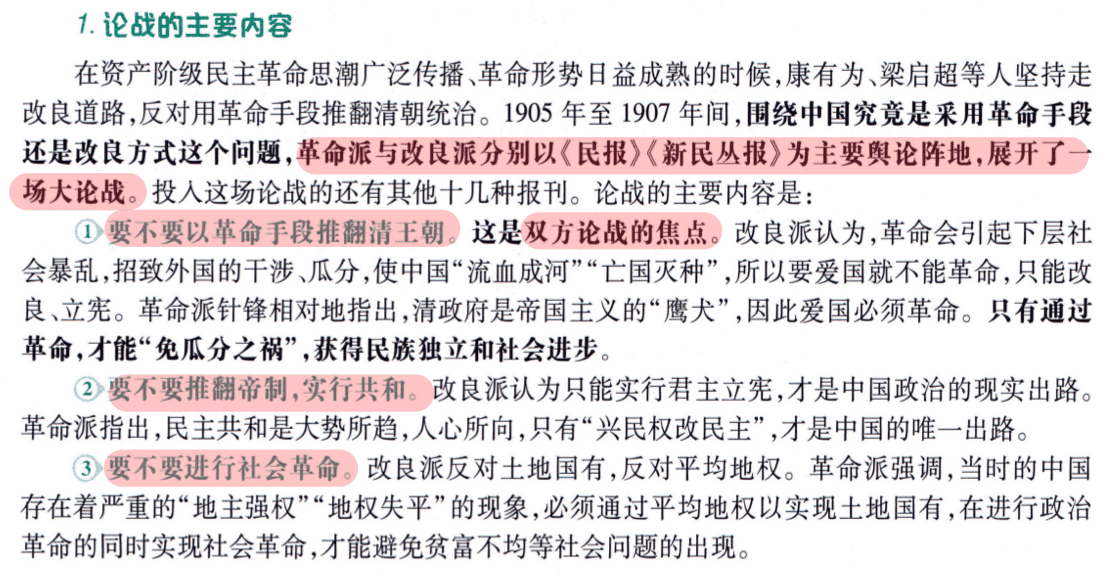 1. 论战的主要内容
在资产阶级民主革命思潮广泛传播、革命形势日益成熟的时候,康有为、梁启超等人坚持走
改良道路,反对用革命手段推翻清朝统治。1905 年至 1907 年间,围绕中国究竟是采用革命手段
还是改良方式这个问题,革命派与改良派分别以《民报》《新民丛报》为主要舆论阵地,展开了一
场大论战。投入这场论战的还有其他十几种报刊。论战的主要内容是:
①要不要以革命手段推翻清王朝。这是双方论战的焦点。改良派认为,革命会引起下层社
会暴乱,招致外国的干涉、瓜分,使中国“流血成河”“亡国灭种”,所以要爱国就不能革命,只能改
良、立宪。革命派针锋相对地指出,清政府是帝国主义的“鹰犬”,因此爱国必须革命。只有通过
革命,才能“免瓜分之祸”,获得民族独立和社会进步。
②要不要推翻帝制,实行共和。改良派认为只能实行君主立宪,才是中国政治的现实出路。
革命派指出,民主共和是大势所趋,人心所向,只有“兴民权改民主”,才是中国的唯一出路。
③要不要进行社会革命。改良派反对土地国有,反对平均地权。革命派强调,当时的中国
存在着严重的“地主强权”“地权失平”的现象,必须通过平均地权以实现土地国有,在进行政治
革命的同时实现社会革命,才能避免贫富不均等社会问题的出现。